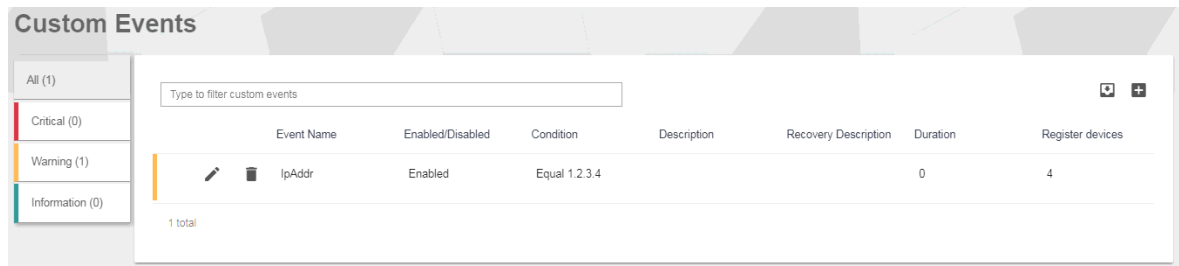 Custom Events
All (1)
Critical (0)
Warning (1)
Information (0)
Type to filter custom events
Event Name Enabled/Disabled Condition Description Recovery Description Duration Register devices
IpAddr Enabled Equal 1.2.3.4 0 4
1 total